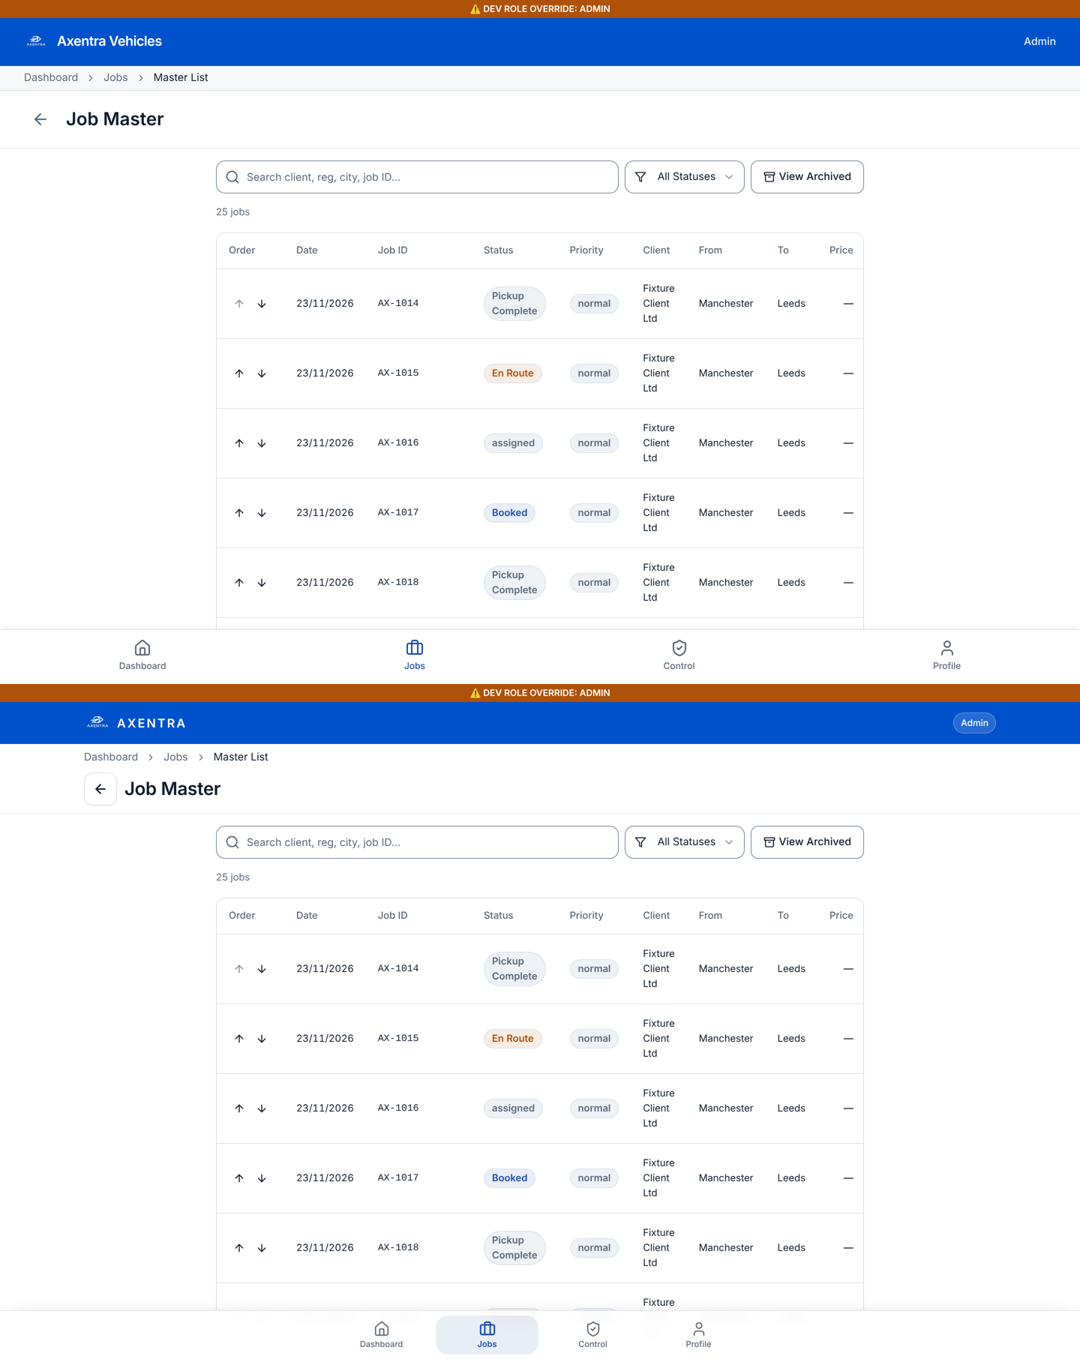 ⚠️ DEV ROLE OVERRIDE: ADMIN
AXENTRA Axentra Vehicles Admin
Dashboard > Jobs > Master List
← Job Master
Search client, reg, city, job ID... All Statuses View Archived
25 jobs
Order Date Job ID Status Priority Client From To Price
↑ ↓ 23/11/2026 AX-1014 Pickup Complete normal Fixture Client Ltd Manchester Leeds —
↑ ↓ 23/11/2026 AX-1015 En Route normal Fixture Client Ltd Manchester Leeds —
↑ ↓ 23/11/2026 AX-1016 assigned normal Fixture Client Ltd Manchester Leeds —
↑ ↓ 23/11/2026 AX-1017 Booked normal Fixture Client Ltd Manchester Leeds —
↑ ↓ 23/11/2026 AX-1018 Pickup Complete normal Fixture Client Ltd Manchester Leeds —
Dashboard Jobs Control Profile
⚠️ DEV ROLE OVERRIDE: ADMIN
AXENTRA AXENTRA Admin
Dashboard > Jobs > Master List
← Job Master
Search client, reg, city, job ID... All Statuses View Archived
25 jobs
Order Date Job ID Status Priority Client From To Price
↑ ↓ 23/11/2026 AX-1014 Pickup Complete normal Fixture Client Ltd Manchester Leeds —
↑ ↓ 23/11/2026 AX-1015 En Route normal Fixture Client Ltd Manchester Leeds —
↑ ↓ 23/11/2026 AX-1016 assigned normal Fixture Client Ltd Manchester Leeds —
↑ ↓ 23/11/2026 AX-1017 Booked normal Fixture Client Ltd Manchester Leeds —
↑ ↓ 23/11/2026 AX-1018 Pickup Complete normal Fixture Client Ltd Manchester Leeds —
Fixture
Dashboard Jobs Control Profile